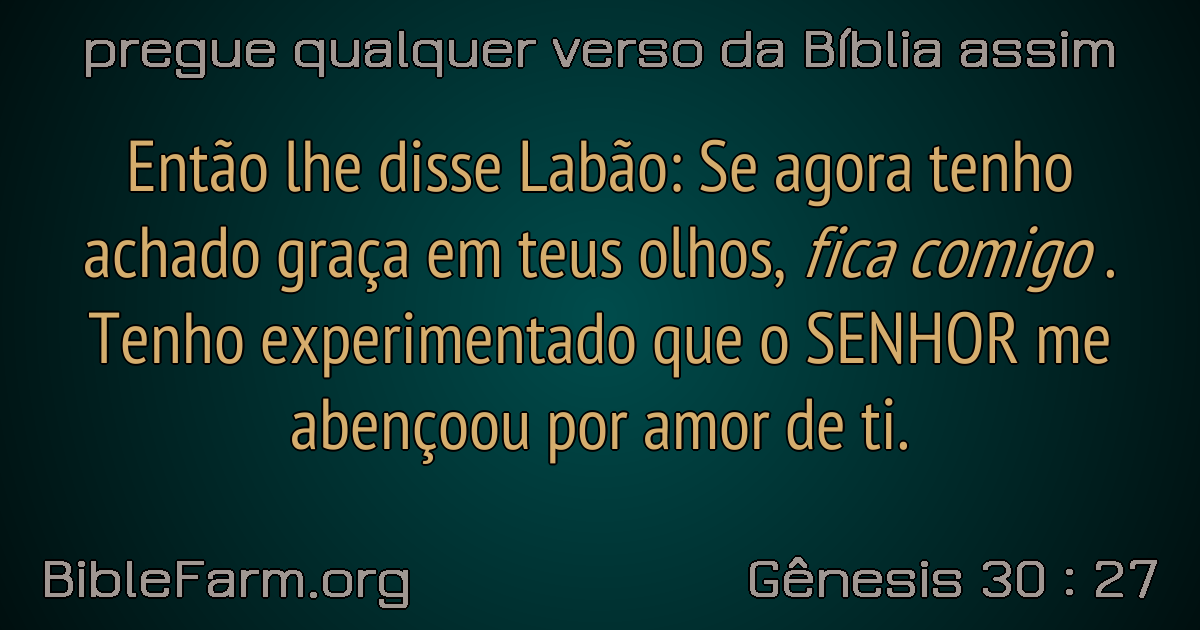 pregue qualquer verso da Bíblia assim
Então lhe disse Labão: Se agora tenho
achado graça em teus olhos, fica comigo .
Tenho experimentado que o SENHOR me
abençoou por amor de ti.
BibleFarm.org
Gênesis 30 : 27